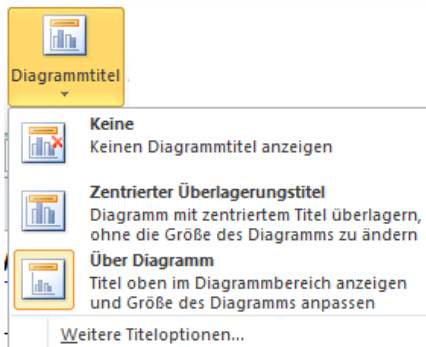 Diagrammtitel
Keine
Keinen Diagrammtitel anzeigen
Zentrierter Überlagerungstitel
Diagramm mit zentriertem Titel überlagern,
ohne die Größe des Diagramms zu ändern
Über Diagramm
Titel oben im Diagrammbereich anzeigen
und Größe des Diagramms anpassen
Weitere Titeloptionen...